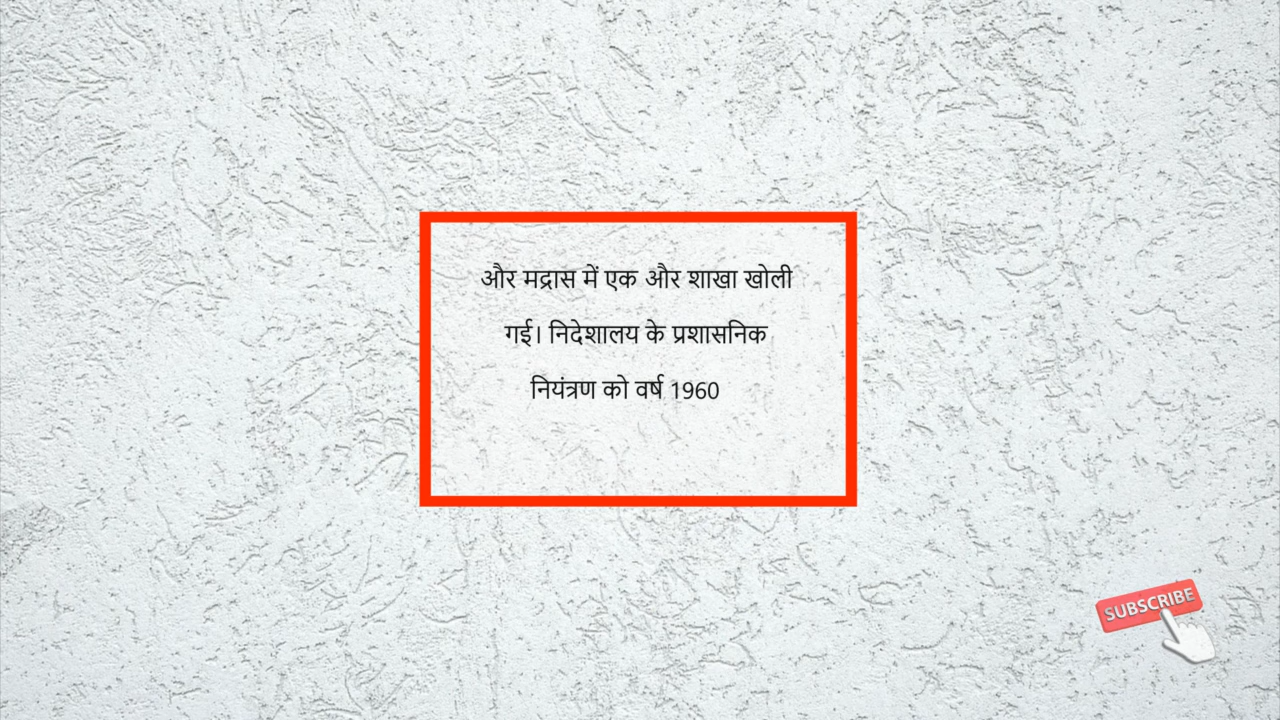 और मद्रास में एक और शाखा खोली
गई। निदेशालय के प्रशासनिक
नियंत्रण को वर्ष 1960
SUBSCRIBE